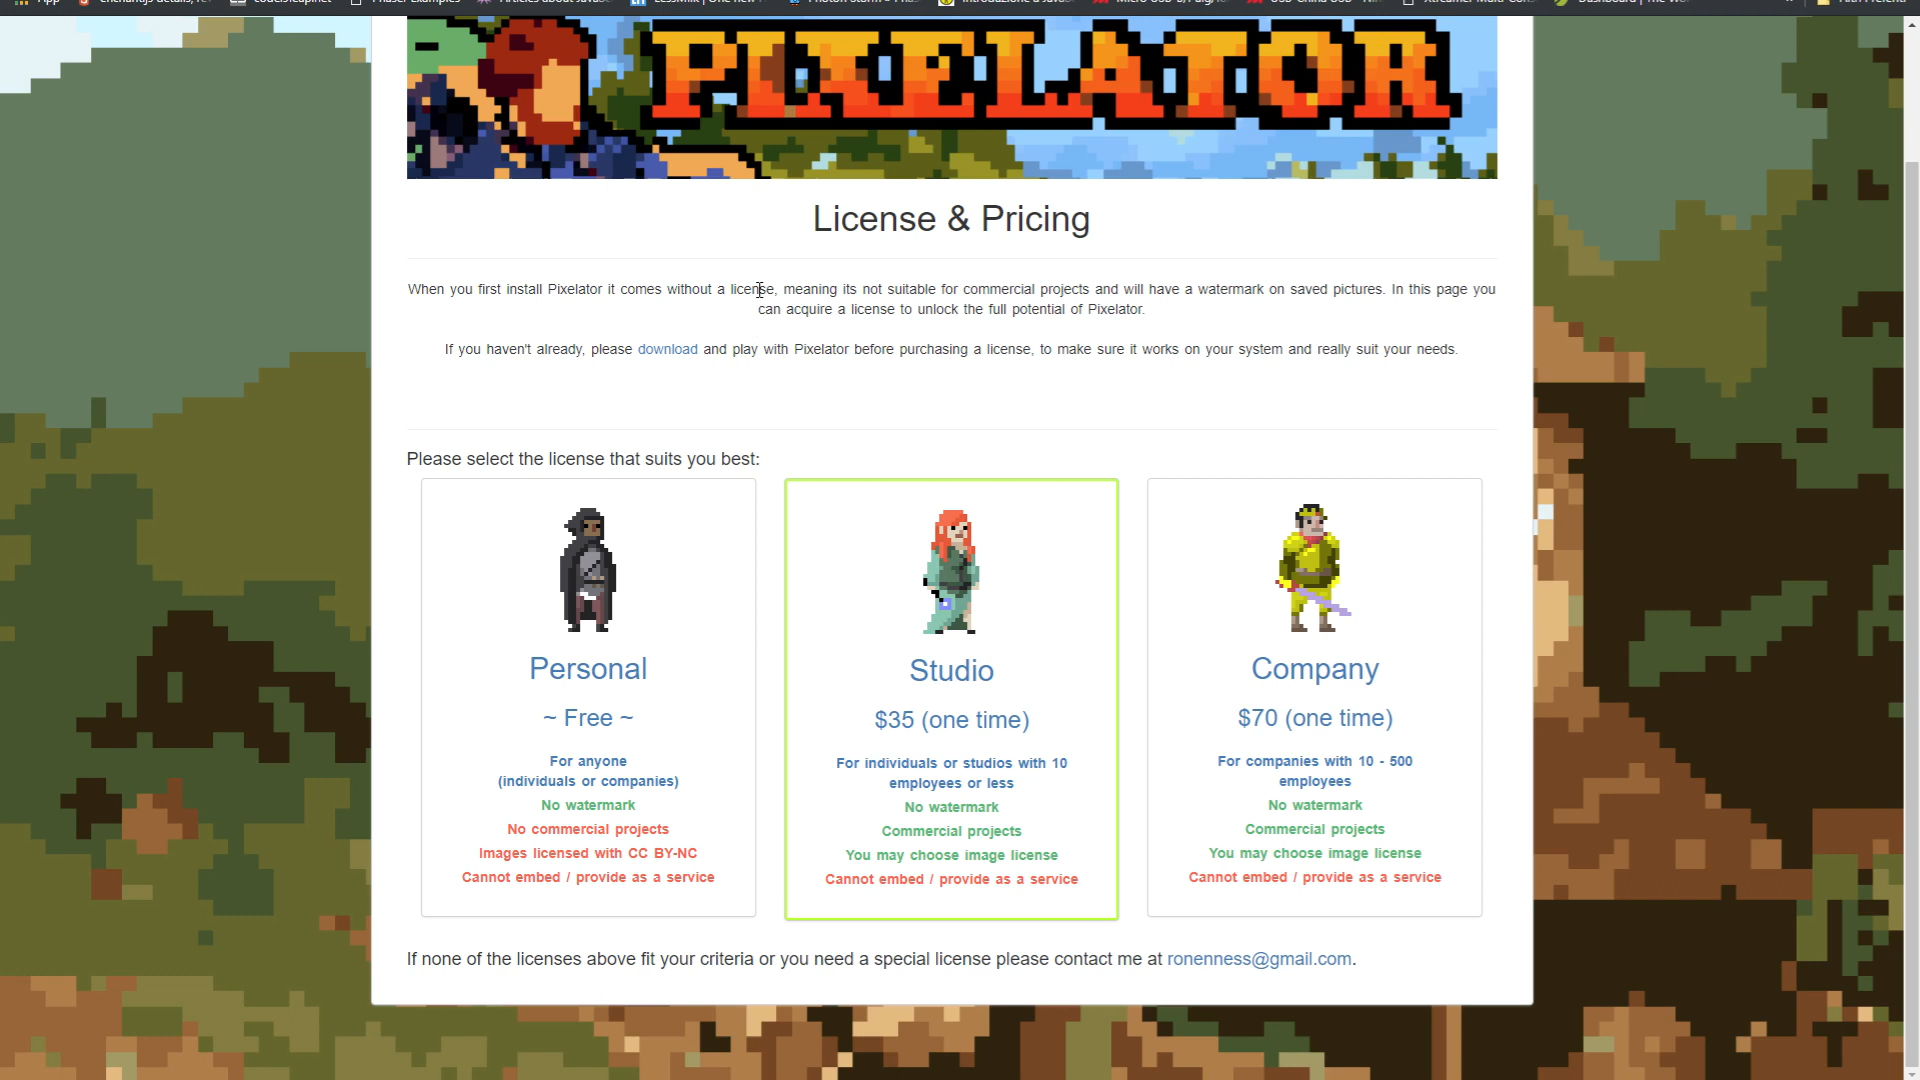 App
Phaser Examples
PIXELATOR
License & Pricing
When you first install Pixelator it comes without a license, meaning its not suitable for commercial projects and will have a watermark on saved pictures. In this page you
can acquire a license to unlock the full potential of Pixelator.
If you haven't already, please download and play with Pixelator before purchasing a license, to make sure it works on your system and really suit your needs.
Please select the license that suits you best:
Personal
~ Free ~
For anyone
(individuals or companies)
No watermark
No commercial projects
Images licensed with CC BY-NC
Cannot embed / provide as a service
Studio
$35 (one time)
For individuals or studios with 10
employees or less
No watermark
Commercial projects
You may choose image license
Cannot embed / provide as a service
Company
$70 (one time)
For companies with 10 - 500
employees
No watermark
Commercial projects
You may choose image license
Cannot embed / provide as a service
If none of the licenses above fit your criteria or you need a special license please contact me at ronenness@gmail.com.